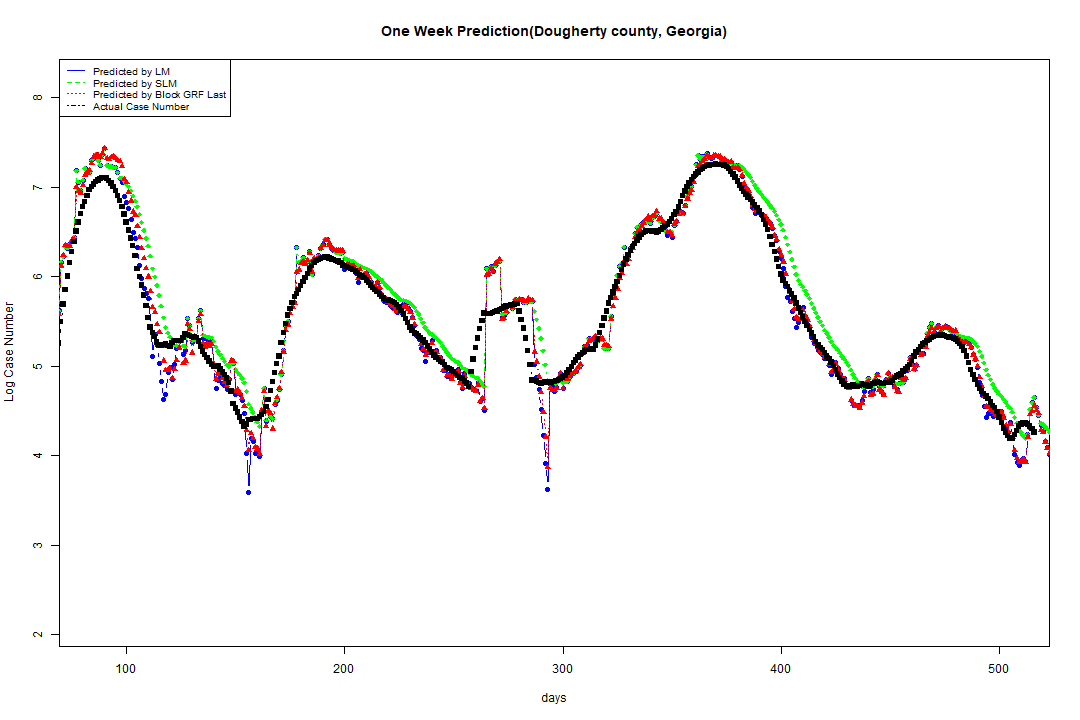 One Week Prediction(Dougherty county, Georgia)
Predicted by LM
Predicted by SLM
Predicted by Block GRF Last
Actual Case Number
8
7
6
5
4
3
2
Log Case Number
100 200 300 400 500
days